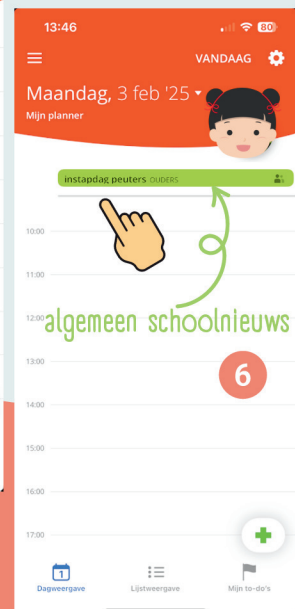 13:46
80
VANDAAG
Maandag, 3 feb '25
Mijn planner
instapdag peuters OUDERS
10:00
11:00
12:00
algemeen schoolnieuws
13:00
6
14:00
15:00
16:00
17:00
1
Dagweergave
Lijstweergave
Mijn to-do's